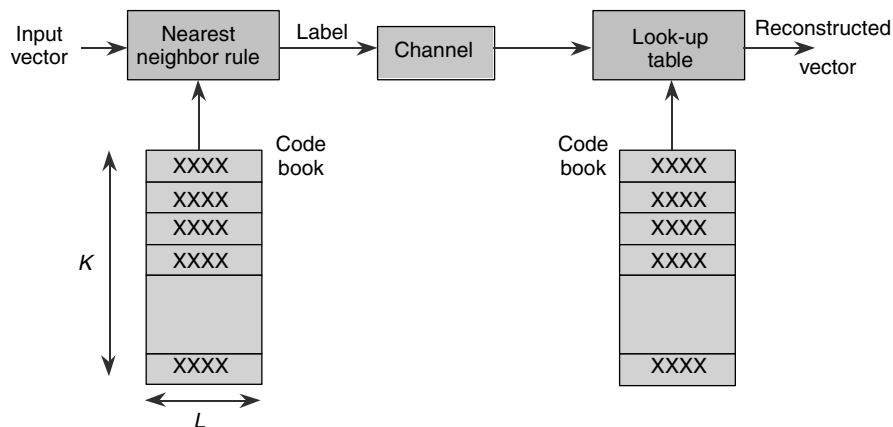 Input
vector
Nearest
neighbor rule
Label
Channel
Look-up
table
Reconstructed
vector
Code
book
XXXX
XXXX
XXXX
XXXX
XXXX
K
L
Code
book
XXXX
XXXX
XXXX
XXXX
XXXX